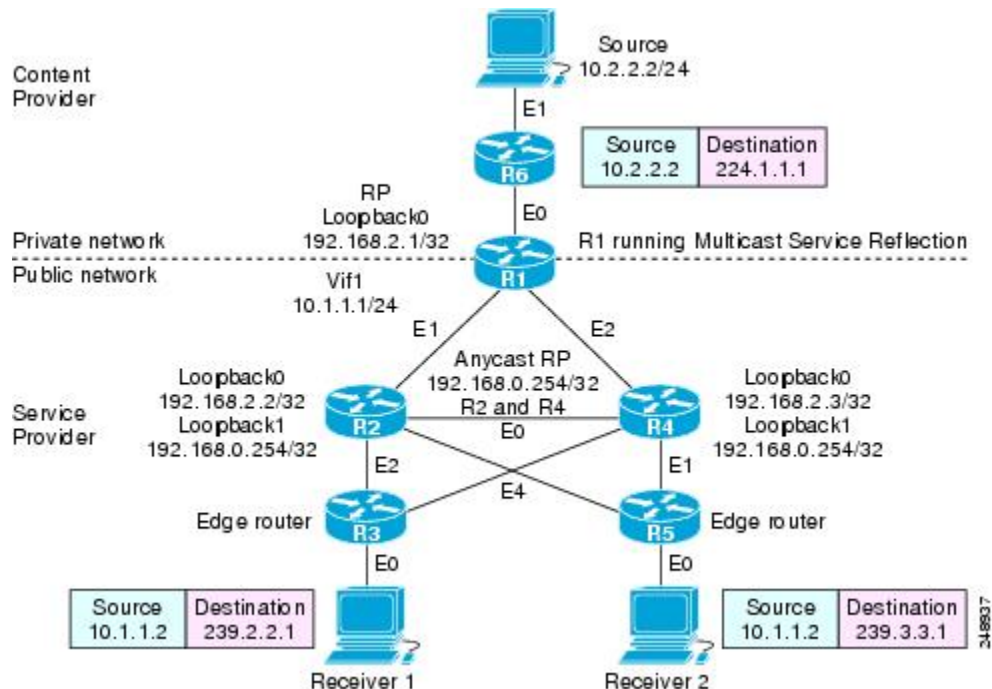 Source
10.2.2.2/24
Content
Provider
E1
Source
10.2.2.2
Destination
224.1.1.1
R6
RP
Loopback0
192.168.2.1/32
E0
Private network
R1 running Multicast Service Reflection
Public network
R1
Vif1
10.1.1.1/24
E1
E2
Anycast RP
192.168.0.254/32
R2 and R4
Loopback0
192.168.2.2/32
Loopback1
192.168.0.254/32
Loopback0
192.168.2.3/32
Loopback1
192.168.0.254/32
Service
Provider
R2
E0
R4
E2
E4
E1
Edge router
R3
R5
Edge router
E0
E0
Source
10.1.1.2
Destination
239.2.2.1
Source
10.1.1.2
Destination
239.3.3.1
Receiver 1
Receiver 2
248937